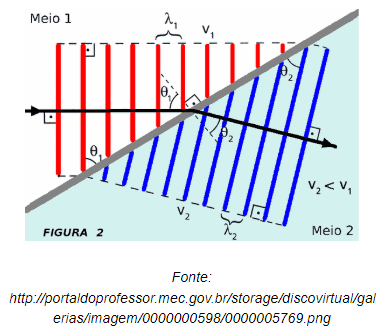 Meio 1
λ₁
v₁
θ₁
θ₂
θ₁
θ₂
v₂ < v₁
v₂
λ₂
FIGURA 2
Meio 2
Fonte:
http://portaldoprofessor.mec.gov.br/storage/discovirtual/gal
erias/imagem/0000000598/0000005769.png